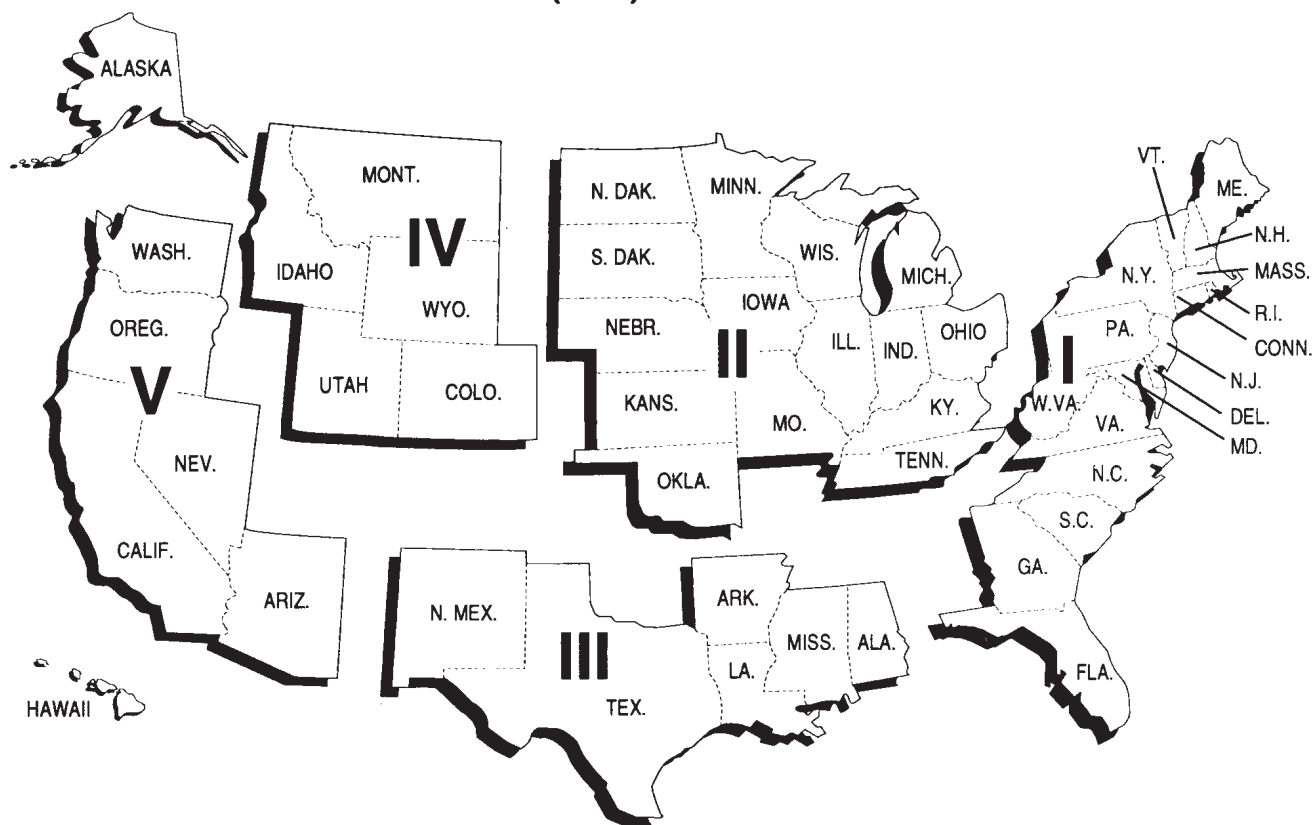 ALASKA
MONT.
IV
IDAHO
WYO.
UTAH
COLO.
WASH.
OREG.
V
NEV.
CALIF.
ARIZ.
HAWAII
N. DAK.
MINN.
S. DAK.
WIS.
MICH.
NEBR.
IOWA
II
ILL.
IND.
OHIO
KANS.
MO.
KY.
OKLA.
TENN.
N. MEX.
III
TEX.
ARK.
LA.
MISS.
ALA.
VT.
ME.
N.H.
N.Y.
MASS.
R.I.
PA.
CONN.
I
N.J.
W.VA.
DEL.
VA.
MD.
N.C.
S.C.
GA.
FLA.